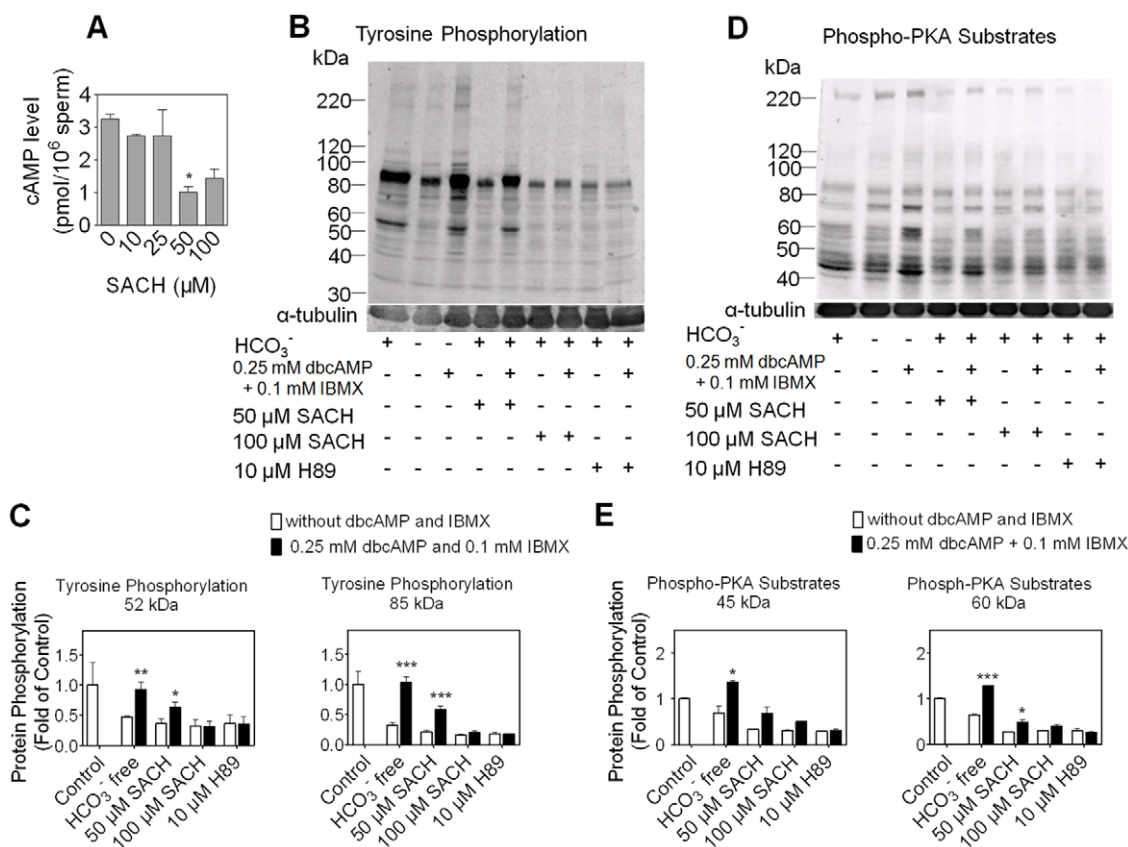 A
cAMP level
(pmol/10⁶ sperm)
4
3
2
1
0
*
0 10 25 50 100
SACH (µM)
B
Tyrosine Phosphorylation
kDa
220
120
100
80
60
50
40
30
α-tubulin
HCO₃⁻ + - - + + + + + +
0.25 mM dbcAMP
+ 0.1 mM IBMX - - + - + - + - +
50 µM SACH - - - + + - - - -
100 µM SACH - - - - - + + - -
10 µM H89 - - - - - - - + +
D
Phospho-PKA Substrates
kDa
220
120
100
80
60
50
40
α-tubulin
HCO₃⁻ + - - + + + + + +
0.25 mM dbcAMP
+ 0.1 mM IBMX - - + - + - + - +
50 µM SACH - - - + + - - - -
100 µM SACH - - - - - + + - -
10 µM H89 - - - - - - - + +
C
without dbcAMP and IBMX
0.25 mM dbcAMP and 0.1 mM IBMX
Protein Phosphorylation
(Fold of Control)
Tyrosine Phosphorylation
52 kDa
1.5
1.0
0.5
0.0
** *
Control
HCO₃⁻ free
50 µM SACH
100 µM SACH
10 µM H89
Tyrosine Phosphorylation
85 kDa
1.5
1.0
0.5
0.0
*** ***
Control
HCO₃⁻ free
50 µM SACH
100 µM SACH
10 µM H89
E
without dbcAMP and IBMX
0.25 mM dbcAMP + 0.1 mM IBMX
Protein Phosphorylation
(Fold of Control)
Phospho-PKA Substrates
45 kDa
2
1
0
*
Control
HCO₃⁻ free
50 µM SACH
100 µM SACH
10 µM H89
Phosph-PKA Substrates
60 kDa
2
1
0
*** *
Control
HCO₃⁻ free
50 µM SACH
100 µM SACH
10 µM H89